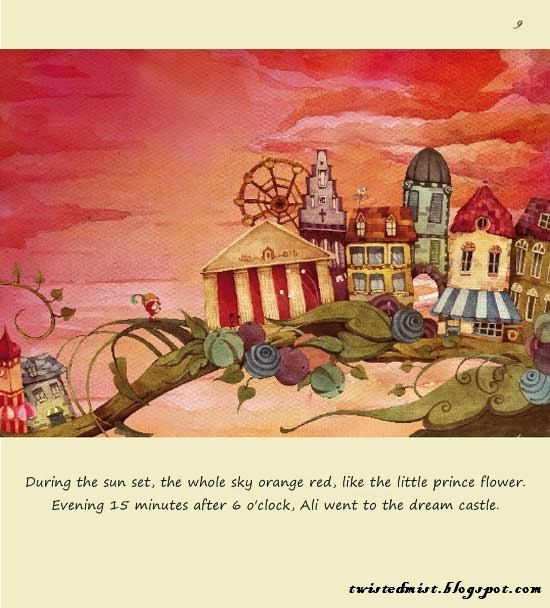 9
During the sun set, the whole sky orange red, like the little prince flower.
Evening 15 minutes after 6 o'clock, Ali went to the dream castle.
twistedmist.blogspot.com